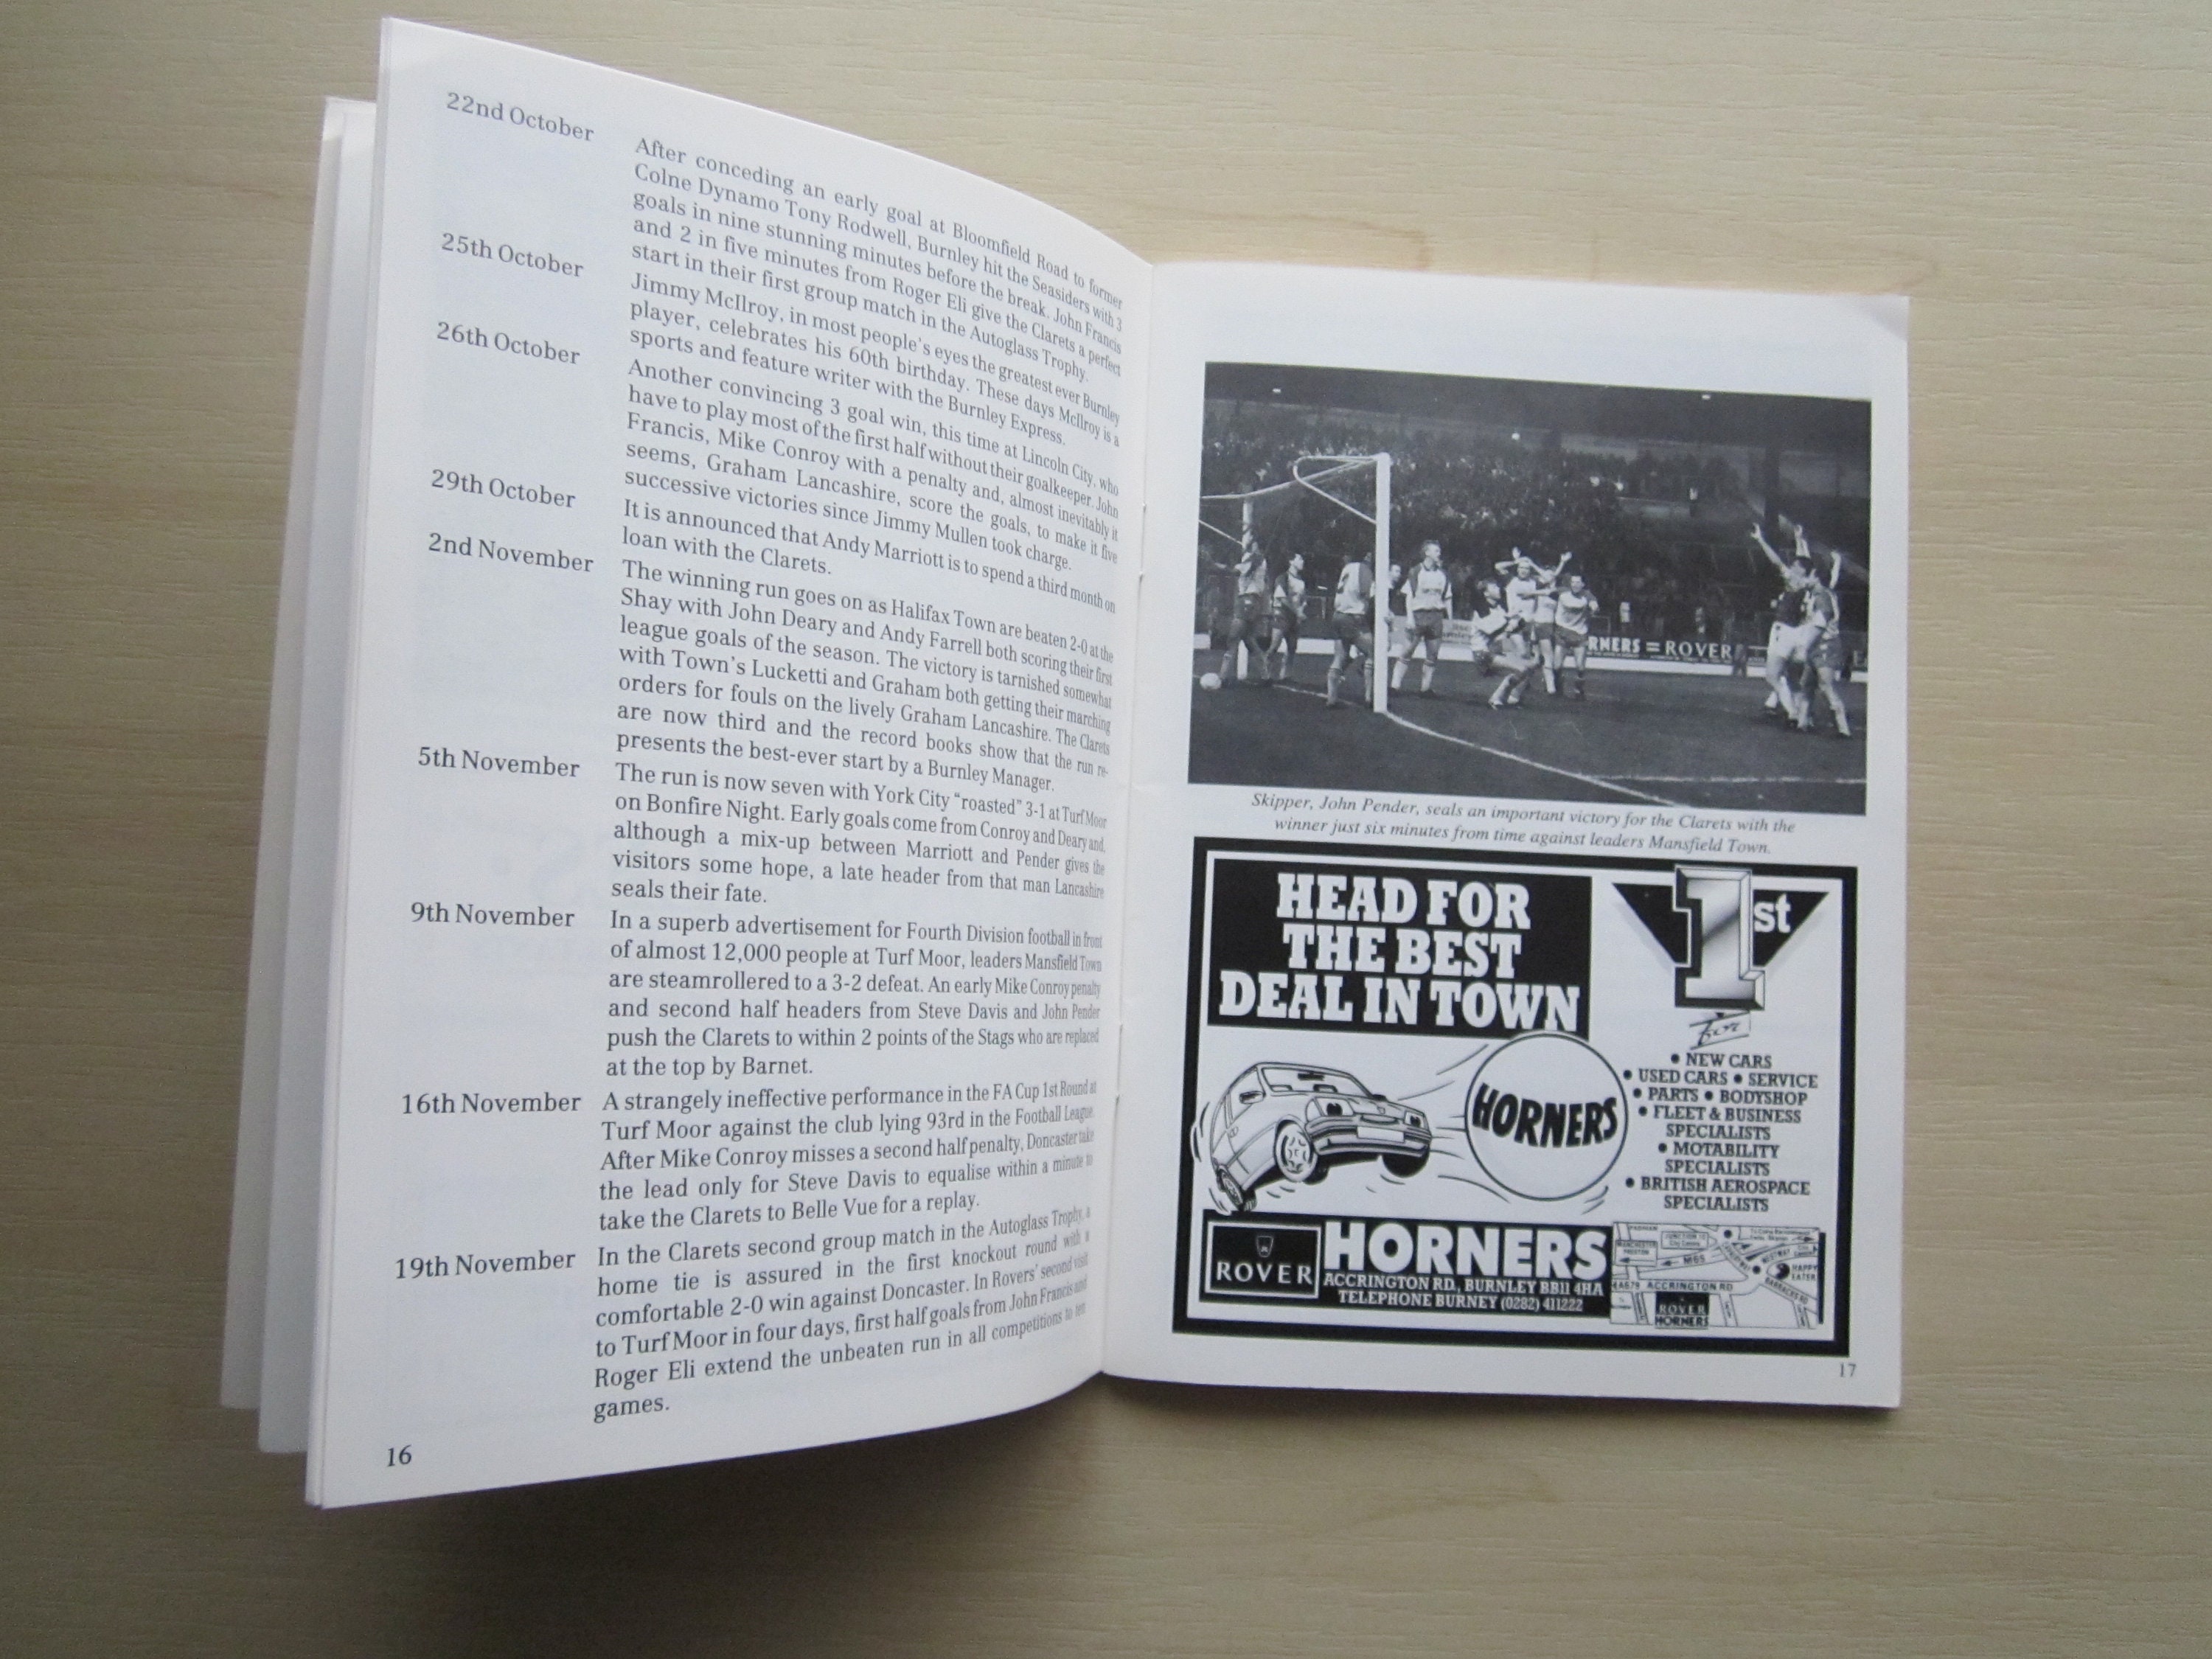 22nd October
After conceding an early goal at Bloomfield Road to former
Colne Dynamo Tony Rodwell, Burnley hit the Seasiders with 3
goals in nine stunning minutes before the break. John Francis
and 2 in five minutes from Roger Eli give the Clarets a perfect
start in their first group match in the Autoglass Trophy.
25th October
Jimmy McIlroy, in most people's eyes the greatest ever Burnley
player, celebrates his 60th birthday. These days McIlroy is a
sports and feature writer with the Burnley Express.
26th October
Another convincing 3 goal win, this time at Lincoln City, who
have to play most of the first half without their goalkeeper. John
Francis, Mike Conroy with a penalty and, almost inevitably it
seems, Graham Lancashire, score the goals, to make it five
successive victories since Jimmy Mullen took charge.
29th October
It is announced that Andy Marriott is to spend a third month on
loan with the Clarets.
2nd November
The winning run goes on as Halifax Town are beaten 2-0 at the
Shay with John Deary and Andy Farrell both scoring their first
league goals of the season. The victory is tarnished somewhat
with Town's Lucketti and Graham both getting their marching
orders for fouls on the lively Graham Lancashire. The Clarets
are now third and the record books show that the run re-
presents the best-ever start by a Burnley Manager.
5th November
The run is now seven with York City "roasted" 3-1 at Turf Moor
on Bonfire Night. Early goals come from Conroy and Deary and,
although a mix-up between Marriott and Pender gives the
visitors some hope, a late header from that man Lancashire
seals their fate.
9th November
In a superb advertisement for Fourth Division football in front
of almost 12,000 people at Turf Moor, leaders Mansfield Town
are steamrollered to a 3-2 defeat. An early Mike Conroy penalty
and second half headers from Steve Davis and John Pender
push the Clarets to within 2 points of the Stags who are replaced
at the top by Barnet.
16th November
A strangely ineffective performance in the FA Cup 1st Round at
Turf Moor against the club lying 93rd in the Football League.
After Mike Conroy misses a second half penalty, Doncaster take
the lead only for Steve Davis to equalise within a minute to
take the Clarets to Belle Vue for a replay.
19th November
In the Clarets second group match in the Autoglass Trophy, a
home tie is assured in the first knockout round with a
comfortable 2-0 win against Doncaster. In Rovers' second visit
to Turf Moor in four days, first half goals from John Francis and
Roger Eli extend the unbeaten run in all competitions to ten
games.
16
RNERS = ROVER
Skipper, John Pender, seals an important victory for the Clarets with the
winner just six minutes from time against leaders Mansfield Town.
HEAD FOR
THE BEST
DEAL IN TOWN
HORNERS
1st
for
• NEW CARS
• USED CARS • SERVICE
• PARTS • BODYSHOP
• FLEET & BUSINESS
SPECIALISTS
• MOTABILITY
SPECIALISTS
• BRITISH AEROSPACE
SPECIALISTS
ROVER
HORNERS
ACCRINGTON RD., BURNLEY BB11 4HA
TELEPHONE BURNEY (0282) 411222
PADIHAM
JUNCTION 10
M65
WESTWAY
HAPPY
EATER
A679 ACCRINGTON RD
BARRACKS RD
ROVER
HORNERS
17